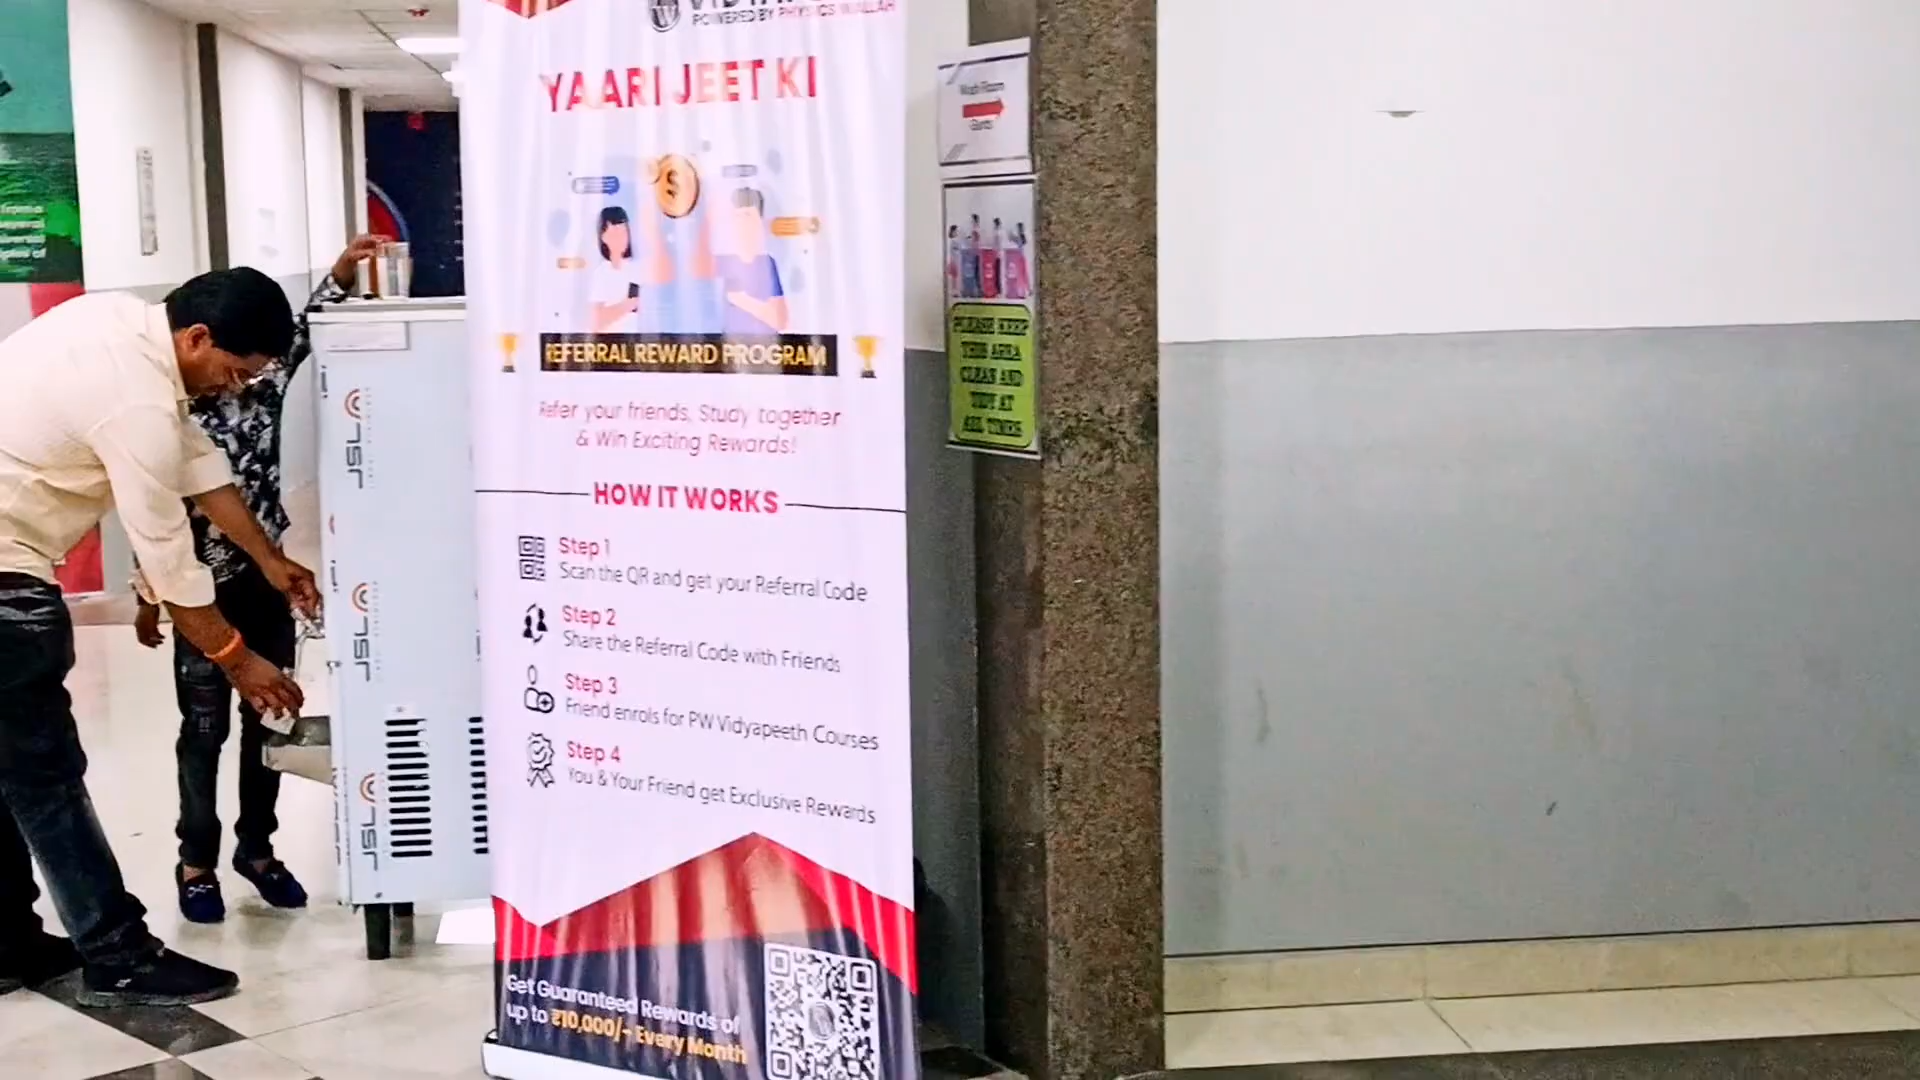 POWERED BY PHYSICS WALLAH
YAARI JEET KI
REFERRAL REWARD PROGRAM
Refer your friends, Study together
& Win Exciting Rewards!
HOW IT WORKS
Step 1
Scan the QR and get your Referral Code
Step 2
Share the Referral Code with Friends
Step 3
Friend enrols for PW Vidyapeeth Courses
Step 4
You & Your Friend get Exclusive Rewards
Get Guaranteed Rewards of
up to ₹10,000/- Every Month
Wash Room
Gents
PLEASE KEEP
THIS AREA
CLEAN AND
TIDY AT
ALL TIMES
JSL
JSL
JSL